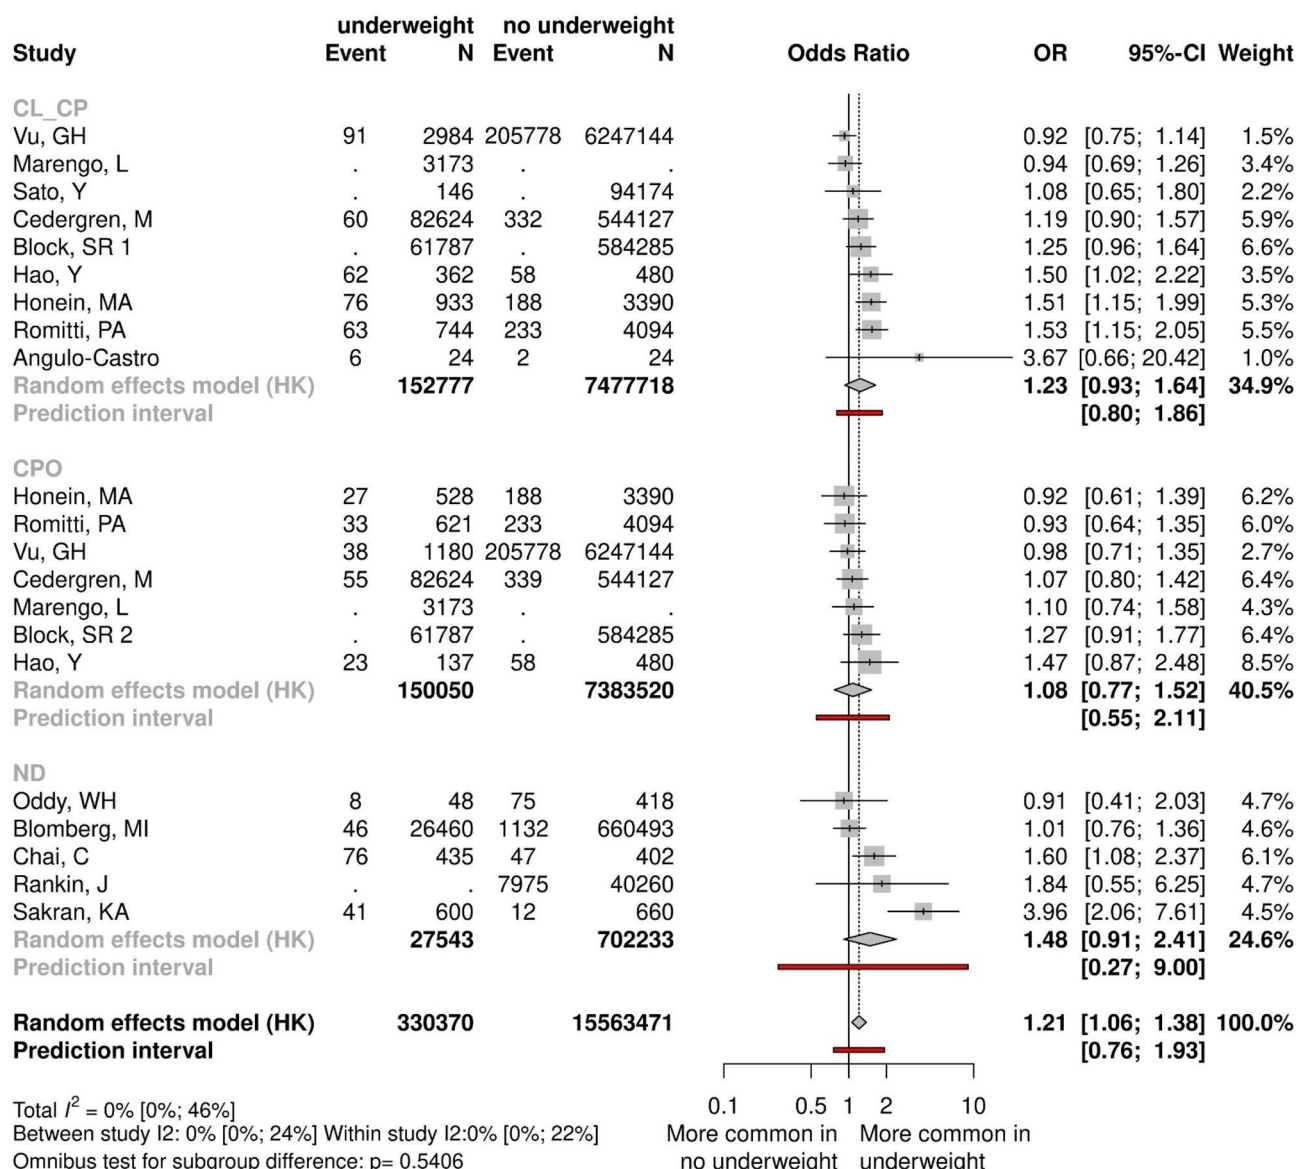 underweight no underweight
Study Event N Event N Odds Ratio OR 95%-CI Weight
CL_CP
Vu, GH 91 2984 205778 6247144 0.92 [0.75; 1.14] 1.5%
Marengo, L . 3173 . . 0.94 [0.69; 1.26] 3.4%
Sato, Y . 146 . 94174 1.08 [0.65; 1.80] 2.2%
Cedergren, M 60 82624 332 544127 1.19 [0.90; 1.57] 5.9%
Block, SR 1 . 61787 . 584285 1.25 [0.96; 1.64] 6.6%
Hao, Y 62 362 58 480 1.50 [1.02; 2.22] 3.5%
Honein, MA 76 933 188 3390 1.51 [1.15; 1.99] 5.3%
Romitti, PA 63 744 233 4094 1.53 [1.15; 2.05] 5.5%
Angulo-Castro 6 24 2 24 3.67 [0.66; 20.42] 1.0%
Random effects model (HK) 152777 7477718 1.23 [0.93; 1.64] 34.9%
Prediction interval [0.80; 1.86]
CPO
Honein, MA 27 528 188 3390 0.92 [0.61; 1.39] 6.2%
Romitti, PA 33 621 233 4094 0.93 [0.64; 1.35] 6.0%
Vu, GH 38 1180 205778 6247144 0.98 [0.71; 1.35] 2.7%
Cedergren, M 55 82624 339 544127 1.07 [0.80; 1.42] 6.4%
Marengo, L . 3173 . . 1.10 [0.74; 1.58] 4.3%
Block, SR 2 . 61787 . 584285 1.27 [0.91; 1.77] 6.4%
Hao, Y 23 137 58 480 1.47 [0.87; 2.48] 8.5%
Random effects model (HK) 150050 7383520 1.08 [0.77; 1.52] 40.5%
Prediction interval [0.55; 2.11]
ND
Oddy, WH 8 48 75 418 0.91 [0.41; 2.03] 4.7%
Blomberg, MI 46 26460 1132 660493 1.01 [0.76; 1.36] 4.6%
Chai, C 76 435 47 402 1.60 [1.08; 2.37] 6.1%
Rankin, J . . 7975 40260 1.84 [0.55; 6.25] 4.7%
Sakran, KA 41 600 12 660 3.96 [2.06; 7.61] 4.5%
Random effects model (HK) 27543 702233 1.48 [0.91; 2.41] 24.6%
Prediction interval [0.27; 9.00]
Random effects model (HK) 330370 15563471 1.21 [1.06; 1.38] 100.0%
Prediction interval [0.76; 1.93]
0.1 0.5 1 2 10
Total I² = 0% [0%; 46%]
Between study I2: 0% [0%; 24%] Within study I2:0% [0%; 22%] More common in More common in
Omnibus test for subgroup difference: p= 0.5406 no underweight underweight